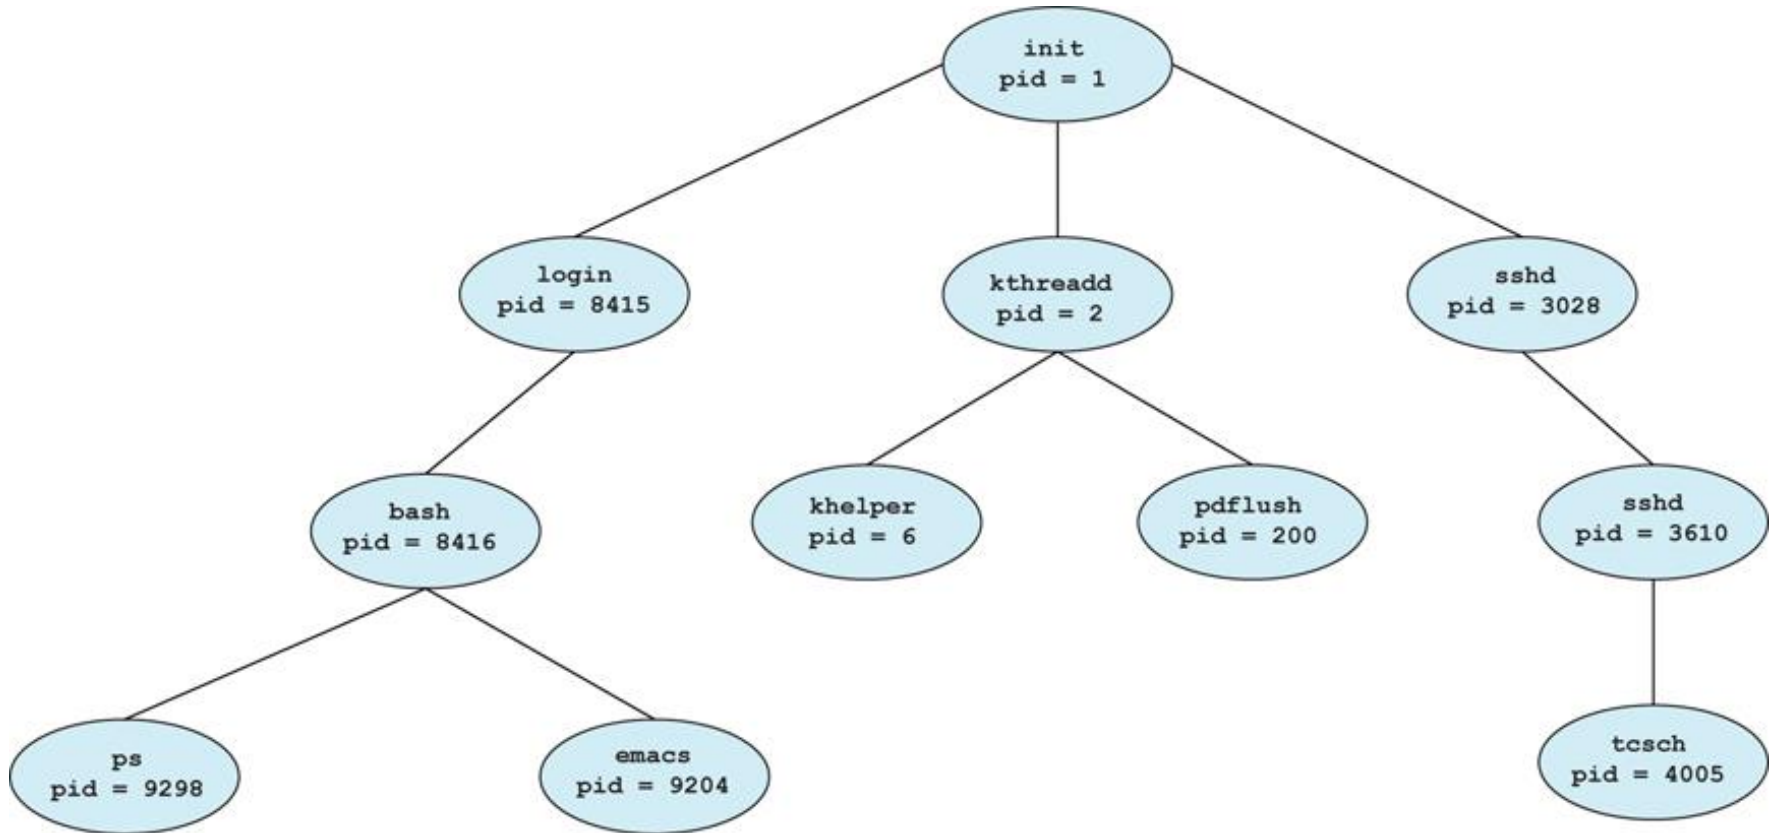 init
pid = 1
login
pid = 8415
kthreadd
pid = 2
sshd
pid = 3028
bash
pid = 8416
khelper
pid = 6
pdflush
pid = 200
sshd
pid = 3610
ps
pid = 9298
emacs
pid = 9204
tcsch
pid = 4005